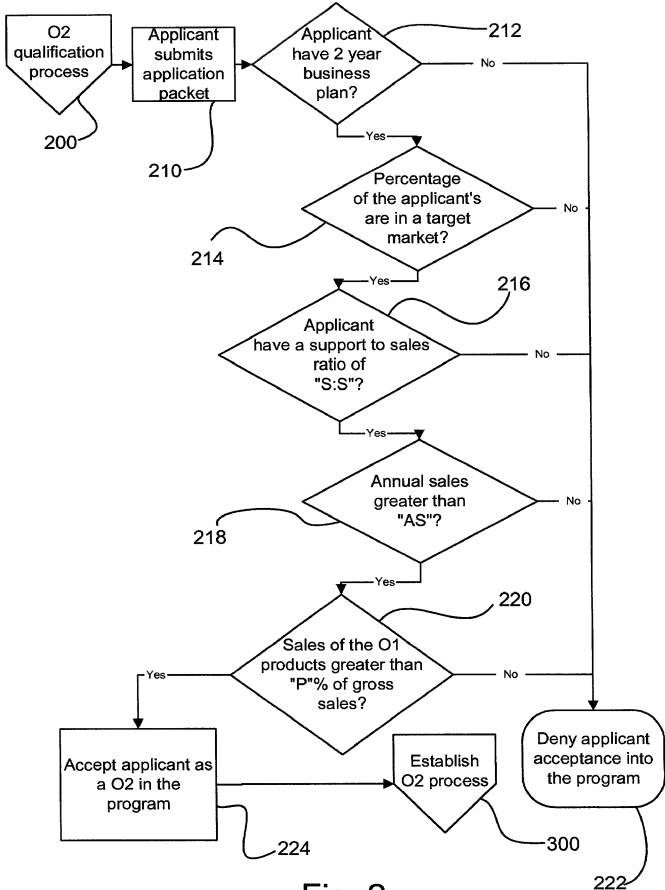 O2
qualification
process
200
Applicant
submits
application
packet
210
Applicant
have 2 year
business
plan?
212
No
Yes
Percentage
of the applicant's
are in a target
market?
214
No
Yes
216
Applicant
have a support to sales
ratio of
"S:S"?
No
Yes
Annual sales
greater than
"AS"?
218
No
Yes
220
Sales of the O1
products greater than
"P"% of gross
sales?
Yes
No
Accept applicant as
a O2 in the
program
224
Establish
O2 process
300
Deny applicant
acceptance into
the program
222